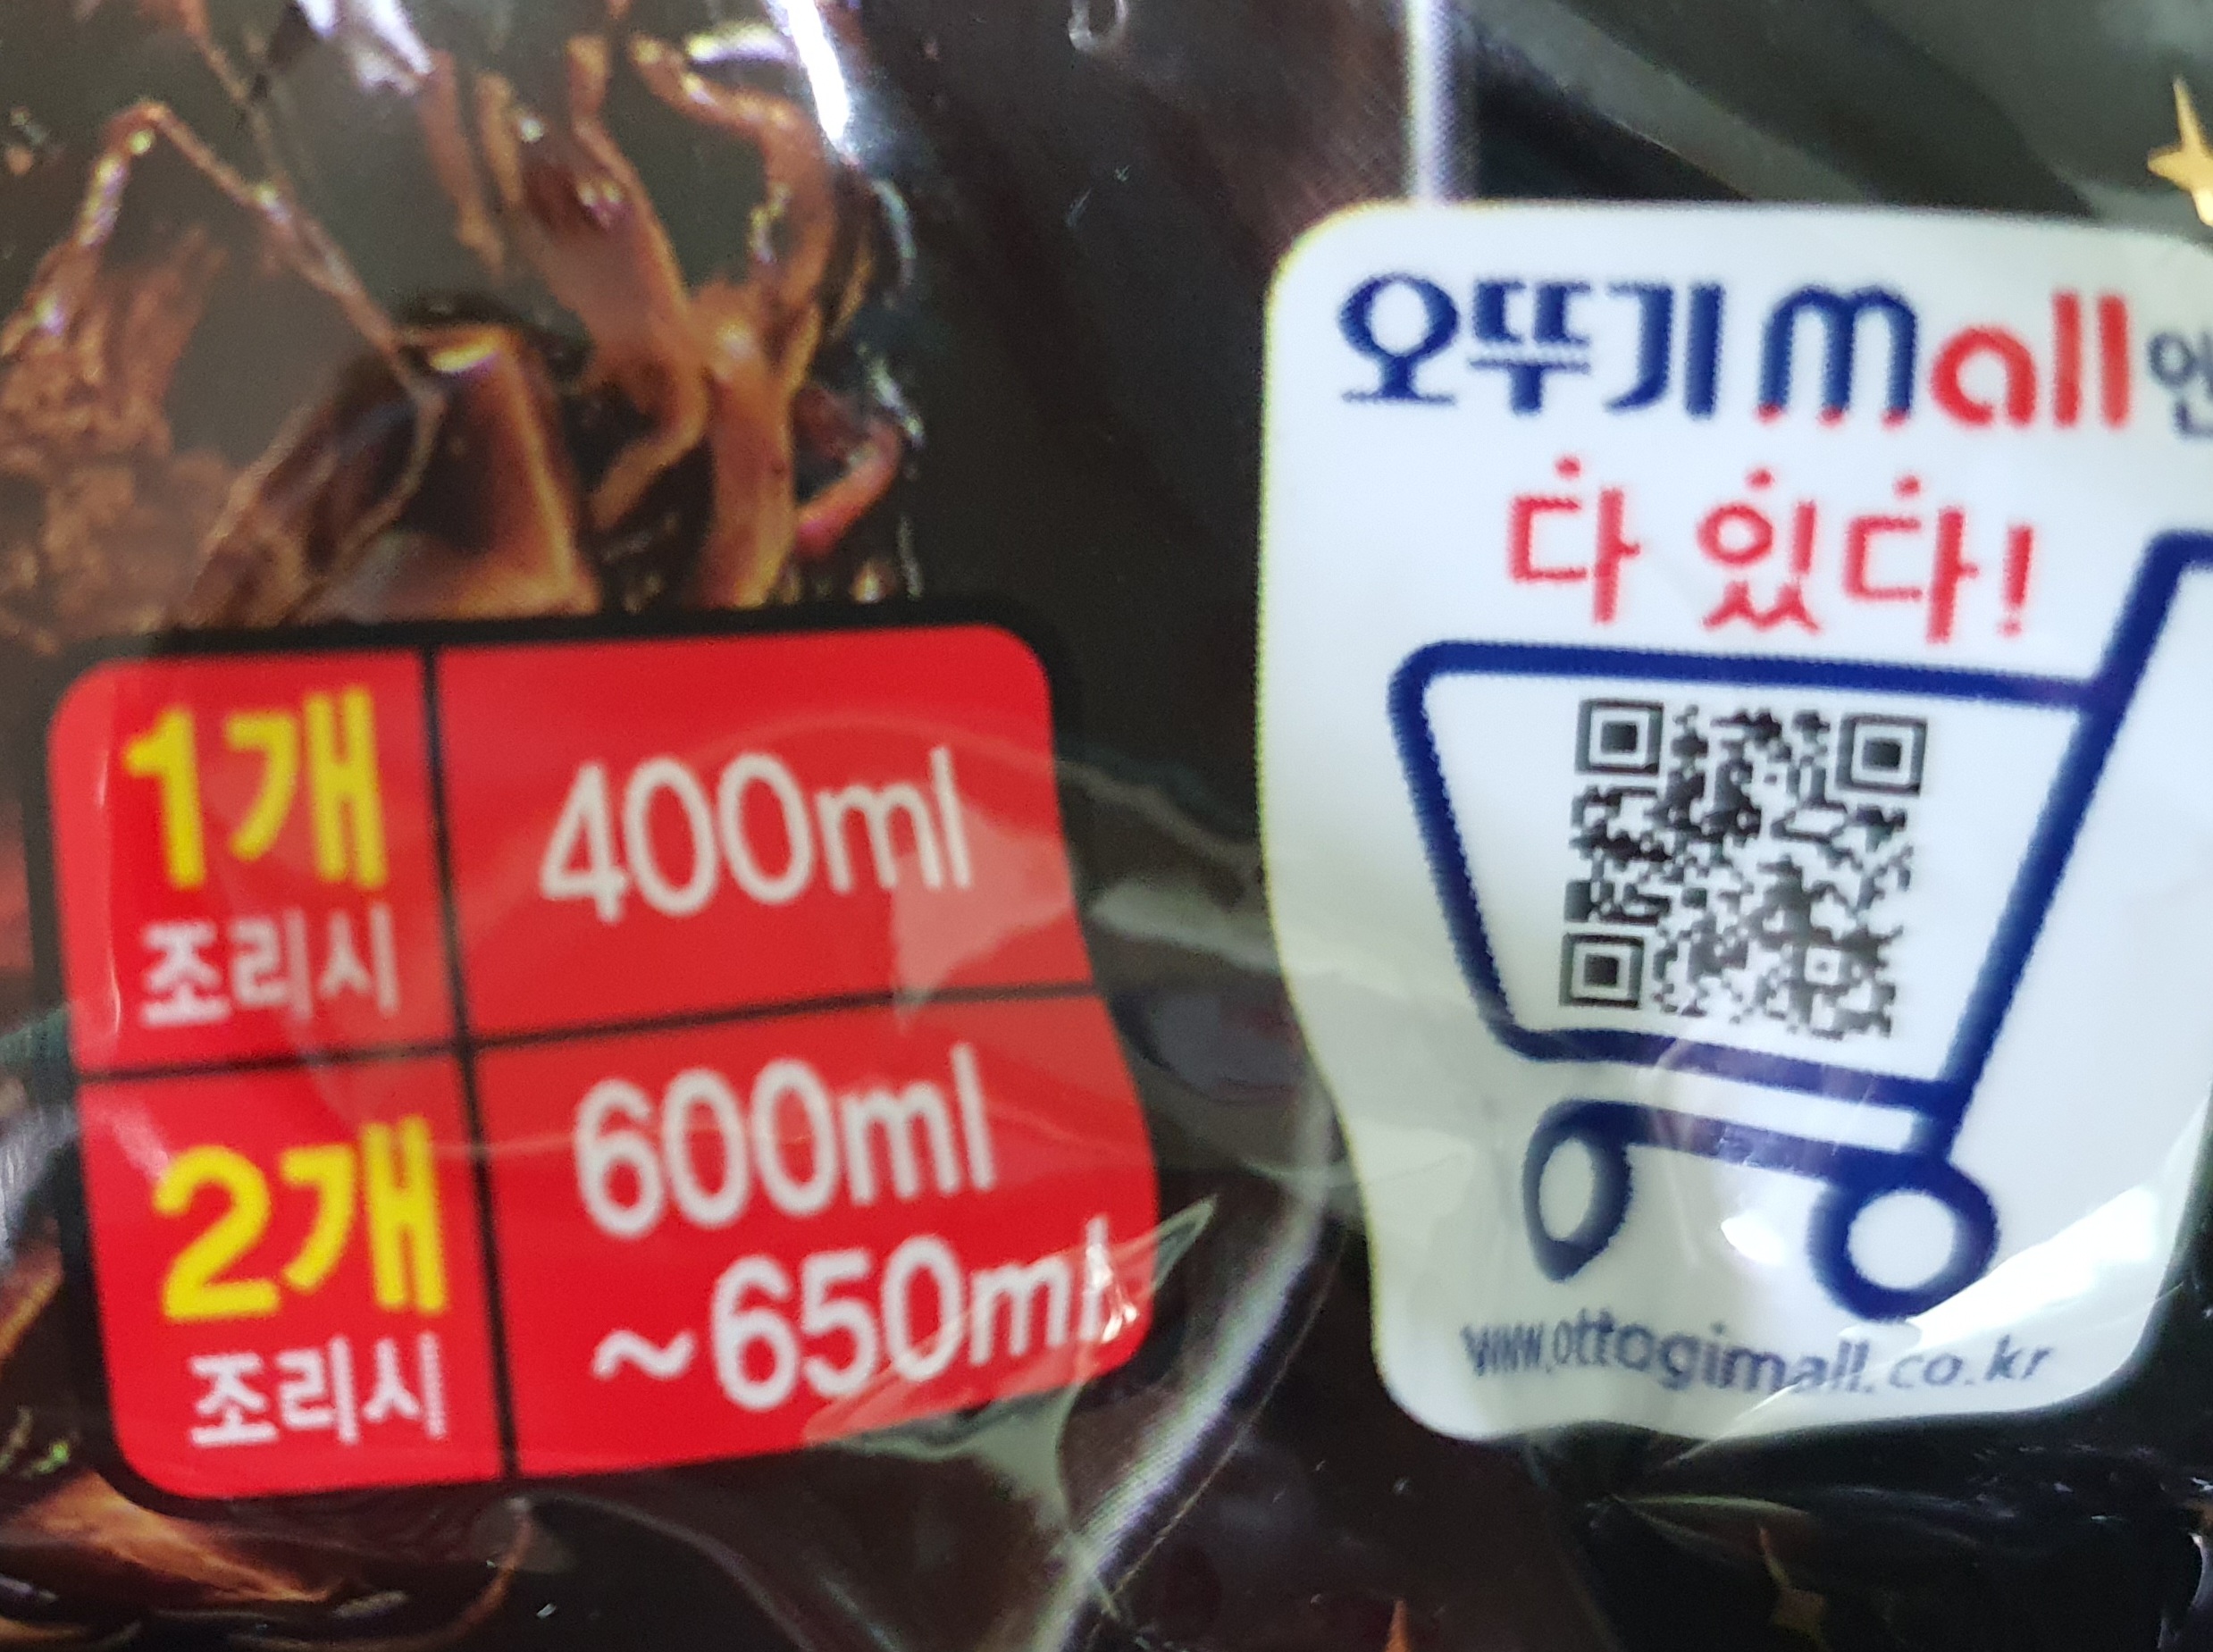 1개
조리시
400ml
2개
조리시
600ml
~650ml
오뚜기 mall엔
다 있다!
www.ottogimall.co.kr